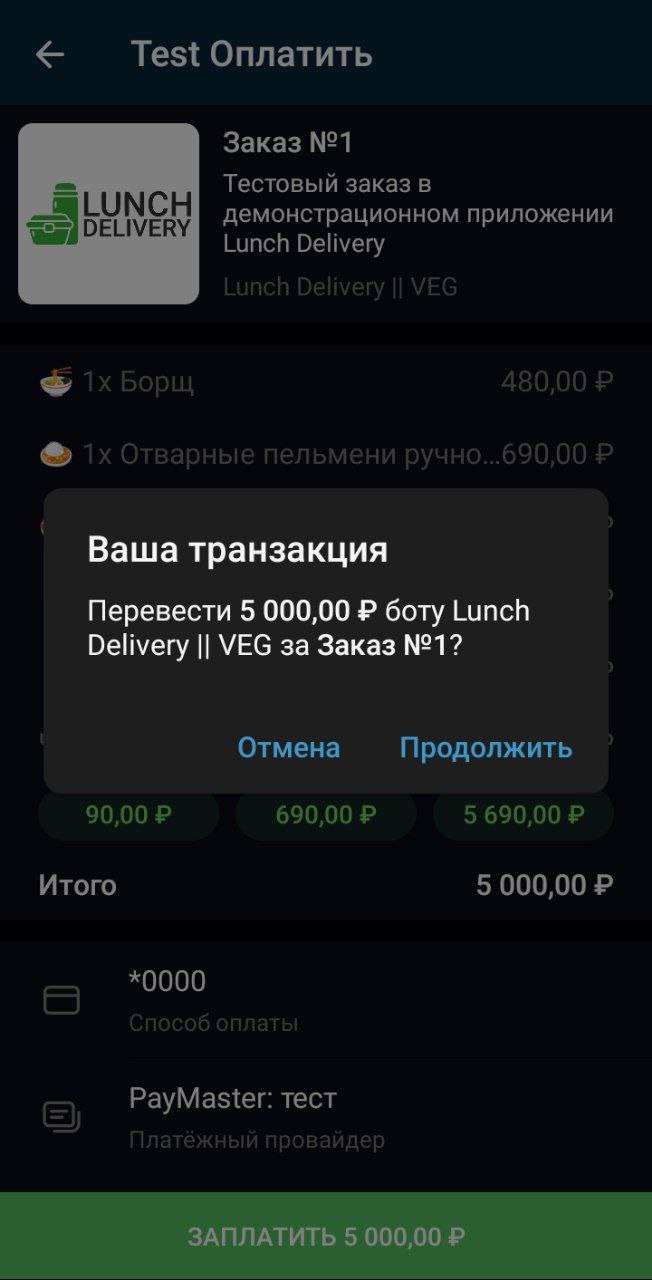 Test Оплатить
Заказ №1
LUNCH
DELIVERY
Тестовый заказ в
демонстрационном приложении
Lunch Delivery
Lunch Delivery || VEG
1x Борщ 480,00 ₽
1x Отварные пельмени ручно...690,00 ₽
Ваша транзакция
Перевести 5 000,00 ₽ боту Lunch
Delivery || VEG за Заказ №1?
Отмена Продолжить
90,00 ₽ 690,00 ₽ 5 690,00 ₽
Итого 5 000,00 ₽
*0000
Способ оплаты
PayMaster: тест
Платёжный провайдер
ЗАПЛАТИТЬ 5 000,00 ₽